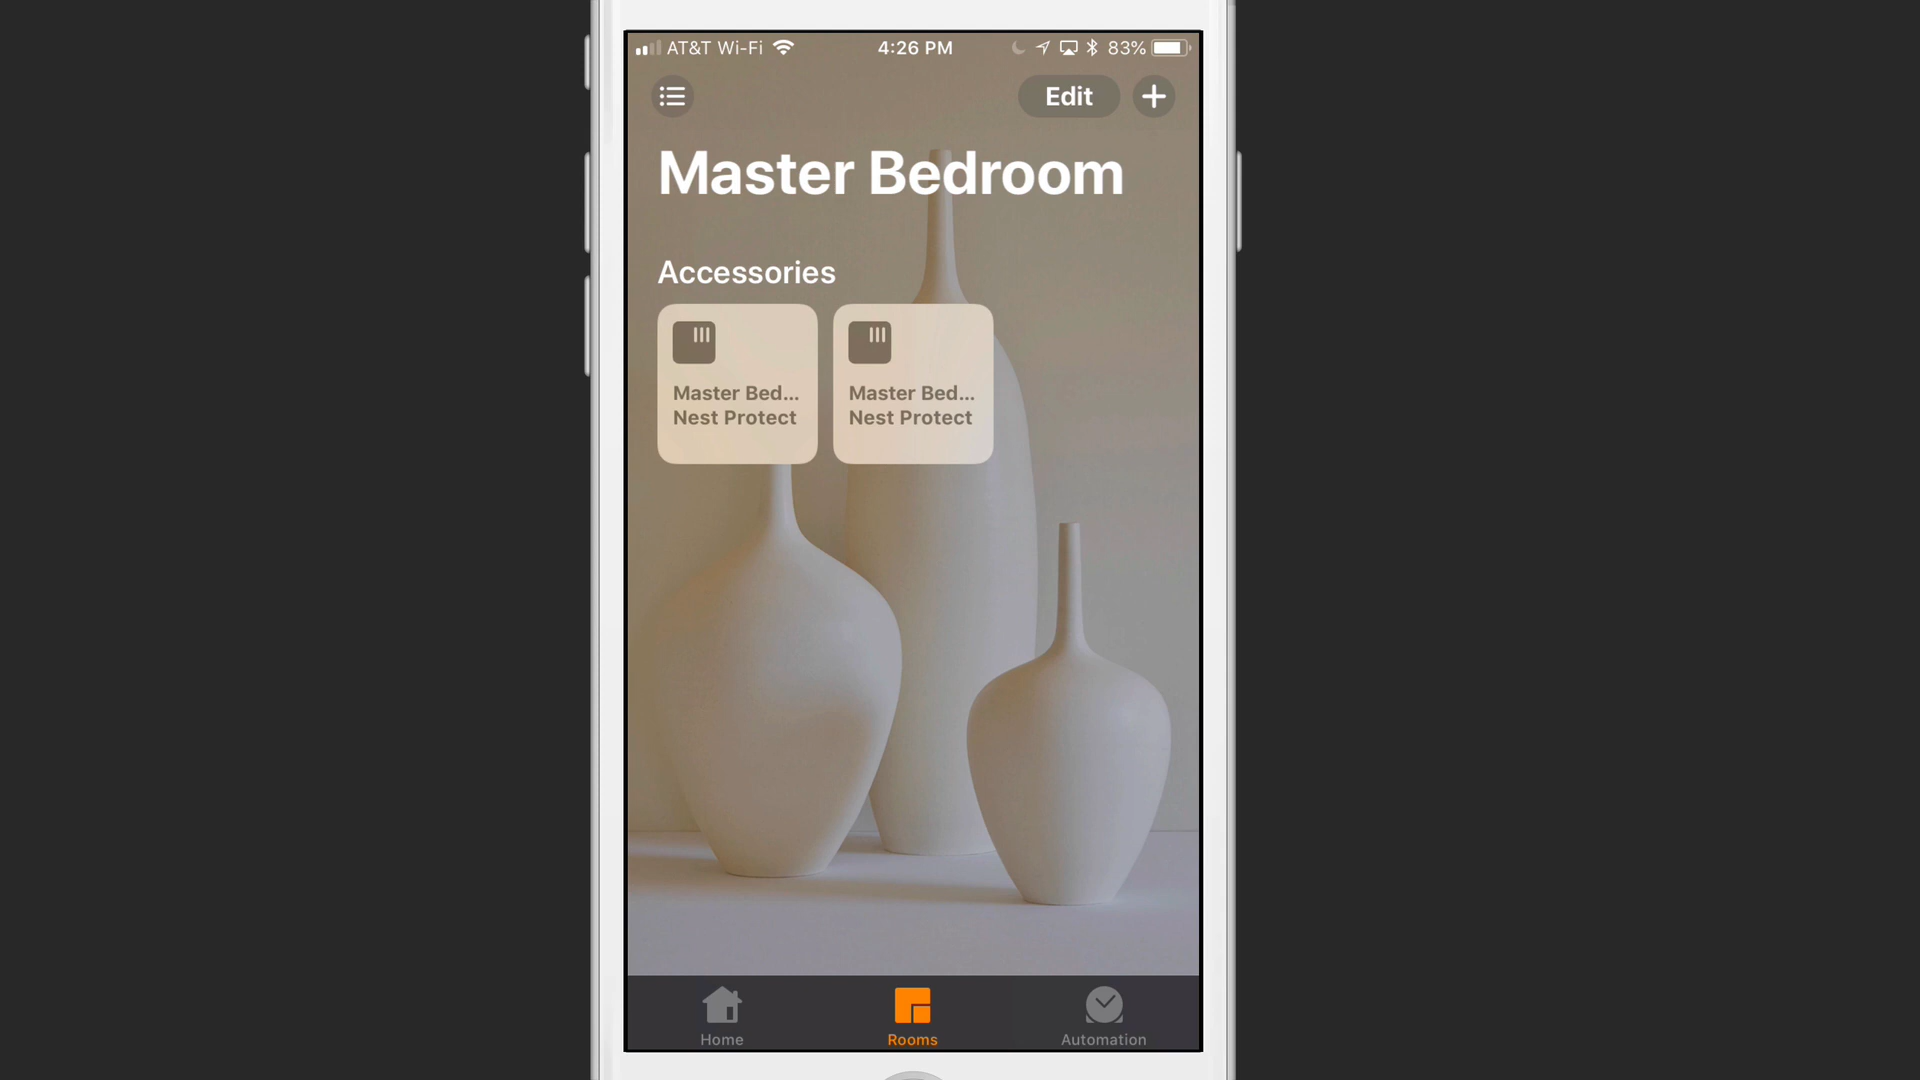 AT&T Wi-Fi 4:26 PM 83%
Edit
Master Bedroom
Accessories
Master Bed... Master Bed...
Nest Protect Nest Protect
Home Rooms Automation